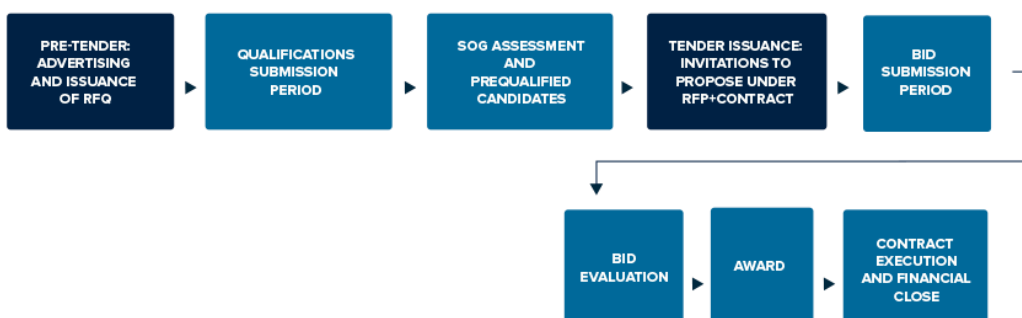 PRE-TENDER:
ADVERTISING
AND ISSUANCE
OF RFQ
QUALIFICATIONS
SUBMISSION
PERIOD
SOG ASSESSMENT
AND
PREQUALIFIED
CANDIDATES
TENDER ISSUANCE:
INVITATIONS TO
PROPOSE UNDER
RFP+CONTRACT
BID
SUBMISSION
PERIOD
BID
EVALUATION
AWARD
CONTRACT
EXECUTION
AND FINANCIAL
CLOSE